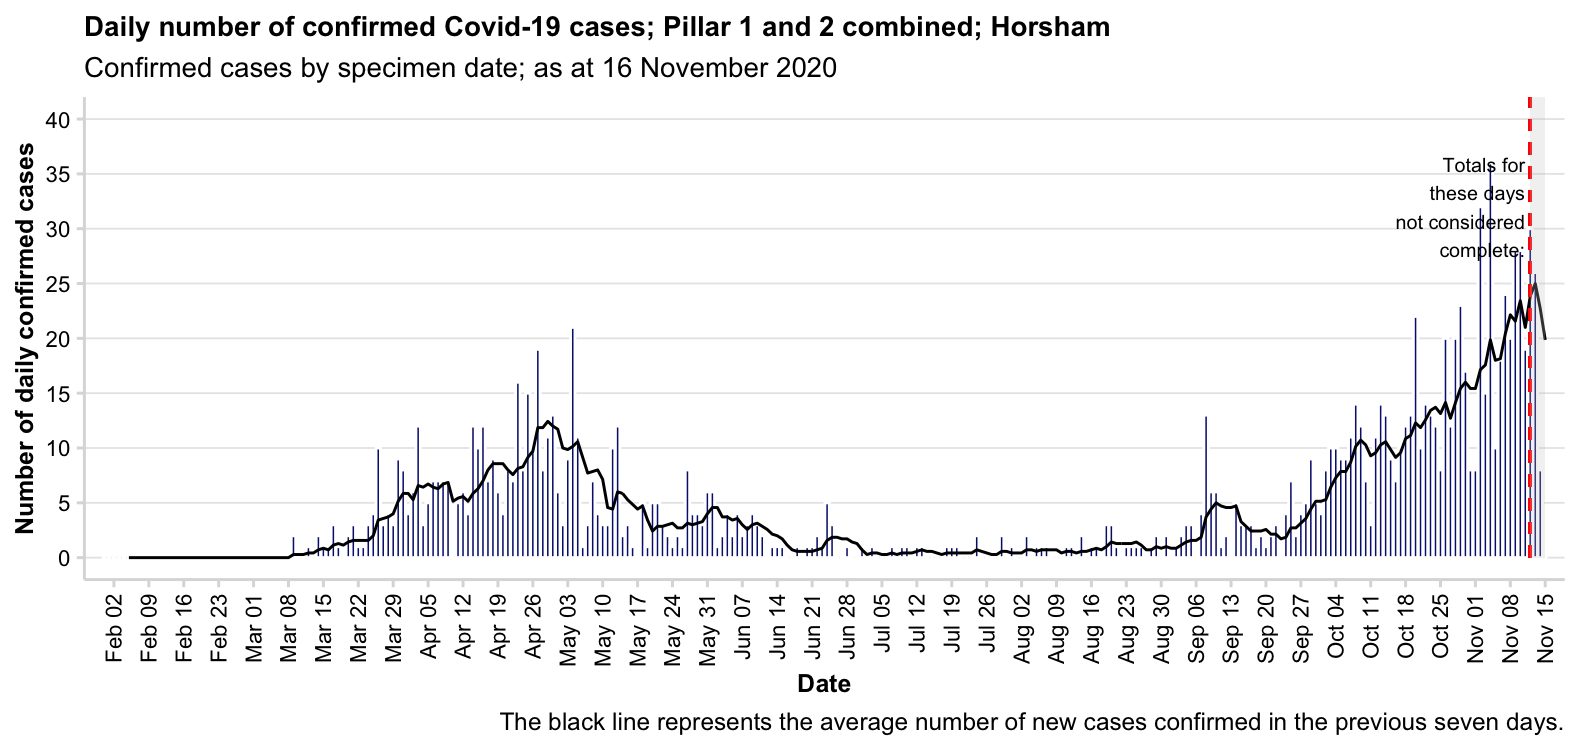 Daily number of confirmed Covid-19 cases; Pillar 1 and 2 combined; Horsham
Confirmed cases by specimen date; as at 16 November 2020
Number of daily confirmed cases
40
35
30
25
20
15
10
5
0
Totals for
these days
not considered
complete.
Feb 02
Feb 09
Feb 16
Feb 23
Mar 01
Mar 08
Mar 15
Mar 22
Mar 29
Apr 05
Apr 12
Apr 19
Apr 26
May 03
May 10
May 17
May 24
May 31
Jun 07
Jun 14
Jun 21
Jun 28
Jul 05
Jul 12
Jul 19
Jul 26
Aug 02
Aug 09
Aug 16
Aug 23
Aug 30
Sep 06
Sep 13
Sep 20
Sep 27
Oct 04
Oct 11
Oct 18
Oct 25
Nov 01
Nov 08
Nov 15
Date
The black line represents the average number of new cases confirmed in the previous seven days.